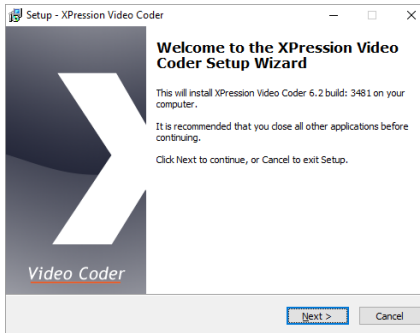 Setup - XPression Video Coder
Welcome to the XPression Video
Coder Setup Wizard
This will install XPression Video Coder 6.2 build: 3481 on your
computer.
It is recommended that you close all other applications before
continuing.
Click Next to continue, or Cancel to exit Setup.
Video Coder
Next >
Cancel